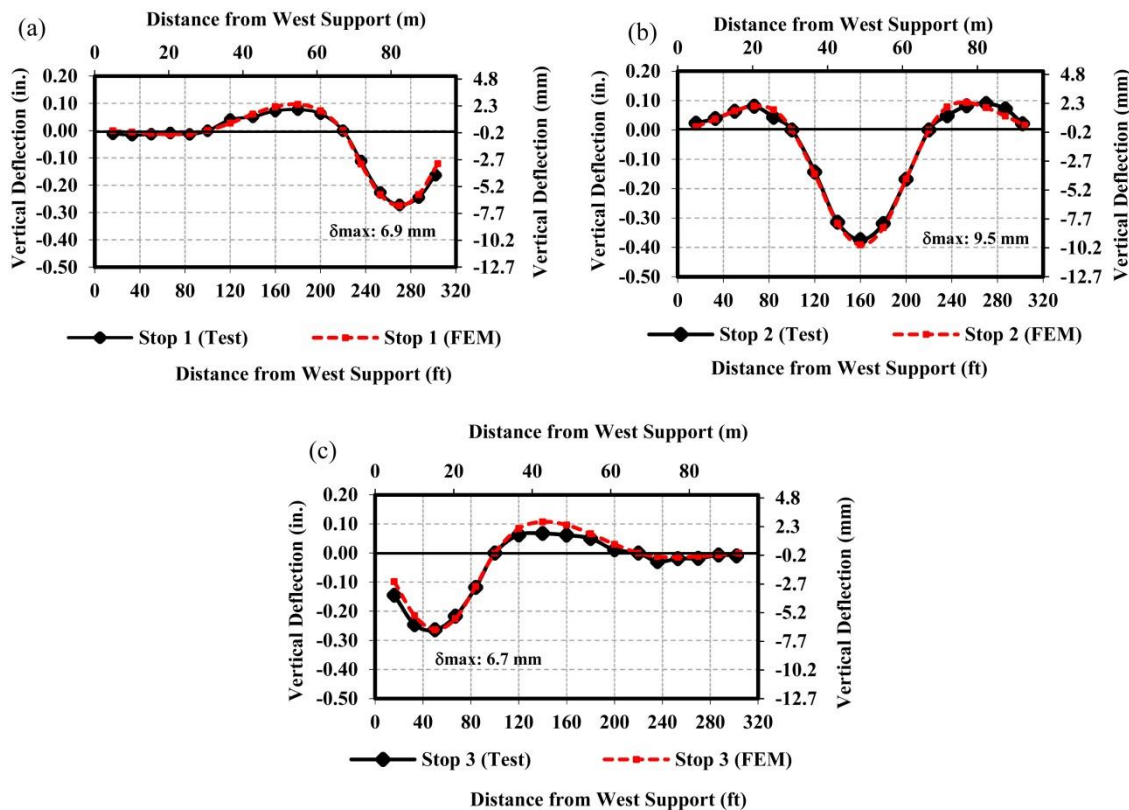 (a)
Distance from West Support (m)
0 20 40 60 80
0.20
0.10
0.00
-0.10
-0.20
-0.30
-0.40
-0.50
Vertical Deflection (in.)
4.8
2.3
-0.2
-2.7
-5.2
-7.7
-10.2
-12.7
Vertical Deflection (mm)
δmax: 6.9 mm
0 40 80 120 160 200 240 280 320
Stop 1 (Test) Stop 1 (FEM)
Distance from West Support (ft)
(b)
Distance from West Support (m)
0 20 40 60 80
0.20
0.10
0.00
-0.10
-0.20
-0.30
-0.40
-0.50
Vertical Deflection (in.)
4.8
2.3
-0.2
-2.7
-5.2
-7.7
-10.2
-12.7
Vertical Deflection (mm)
δmax: 9.5 mm
0 40 80 120 160 200 240 280 320
Stop 2 (Test) Stop 2 (FEM)
Distance from West Support (ft)
(c)
Distance from West Support (m)
0 20 40 60 80
0.20
0.10
0.00
-0.10
-0.20
-0.30
-0.40
-0.50
Vertical Deflection (in.)
4.8
2.3
-0.2
-2.7
-5.2
-7.7
-10.2
-12.7
Vertical Deflection (mm)
δmax: 6.7 mm
0 40 80 120 160 200 240 280 320
Stop 3 (Test) Stop 3 (FEM)
Distance from West Support (ft)